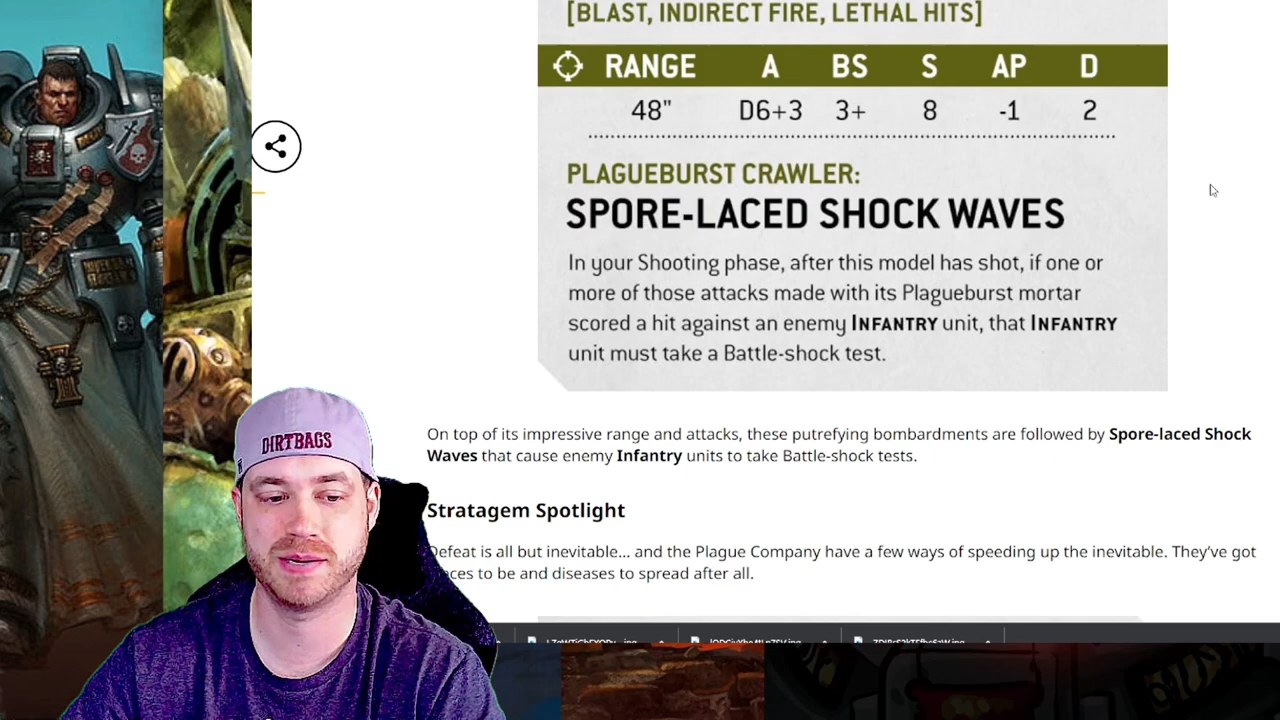 [BLAST, INDIRECT FIRE, LETHAL HITS]
RANGE A BS S AP D
48" D6+3 3+ 8 -1 2
PLAGUEBURST CRAWLER:
SPORE-LACED SHOCK WAVES
In your Shooting phase, after this model has shot, if one or
more of those attacks made with its Plagueburst mortar
scored a hit against an enemy INFANTRY unit, that INFANTRY
unit must take a Battle-shock test.
On top of its impressive range and attacks, these putrefying bombardments are followed by Spore-laced Shock
Waves that cause enemy Infantry units to take Battle-shock tests.
Stratagem Spotlight
Defeat is all but inevitable... and the Plague Company have a few ways of speeding up the inevitable. They've got
to be and diseases to spread after all.
DIRTBAGS